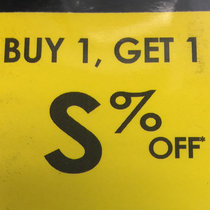 BUY 1, GET 1
S%
OFF*